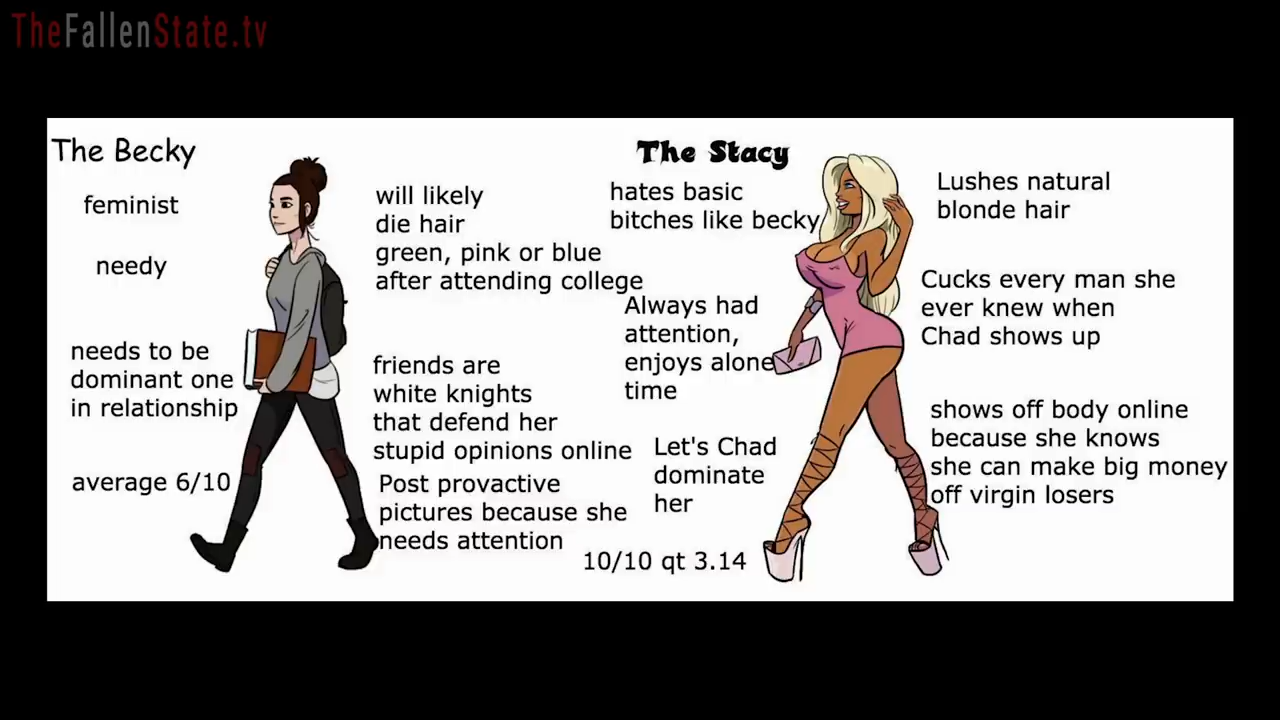 TheFallenState.tv
The Becky
feminist
needy
needs to be
dominant one
in relationship
average 6/10
will likely
die hair
green, pink or blue
after attending college
friends are
white knights
that defend her
stupid opinions online
Post provactive
pictures because she
needs attention
The Stacy
hates basic
bitches like becky
Always had
attention,
enjoys alone
time
Let's Chad
dominate
her
10/10 qt 3.14
Lushes natural
blonde hair
Cucks every man she
ever knew when
Chad shows up
shows off body online
because she knows
she can make big money
off virgin losers